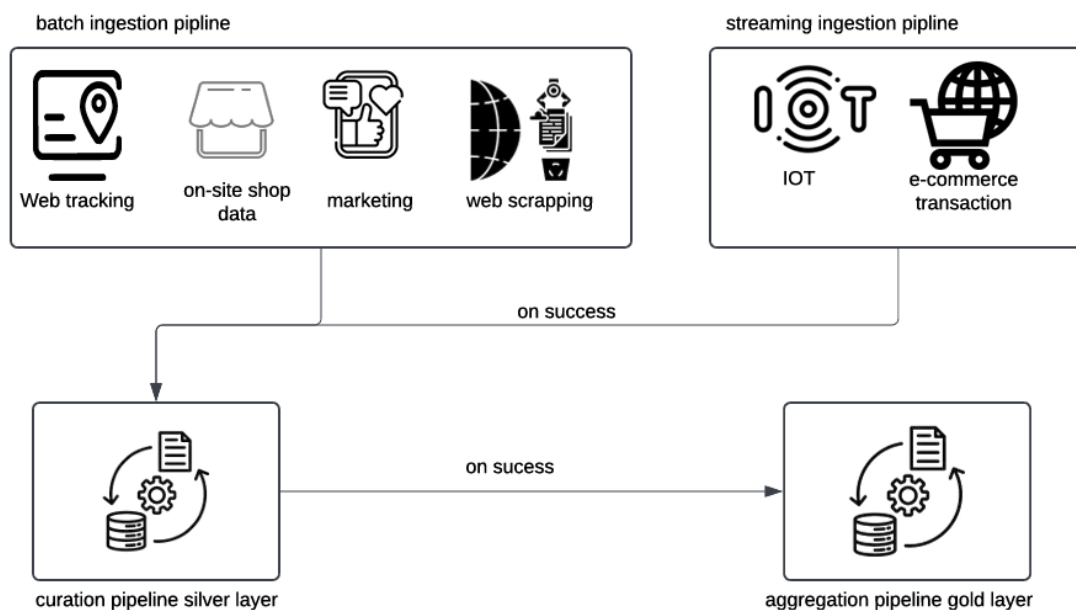 batch ingestion pipline
streaming ingestion pipline
Web tracking
on-site shop
data
marketing
web scrapping
IOT
IOT
e-commerce
transaction
on success
on sucess
curation pipeline silver layer
aggregation pipeline gold layer